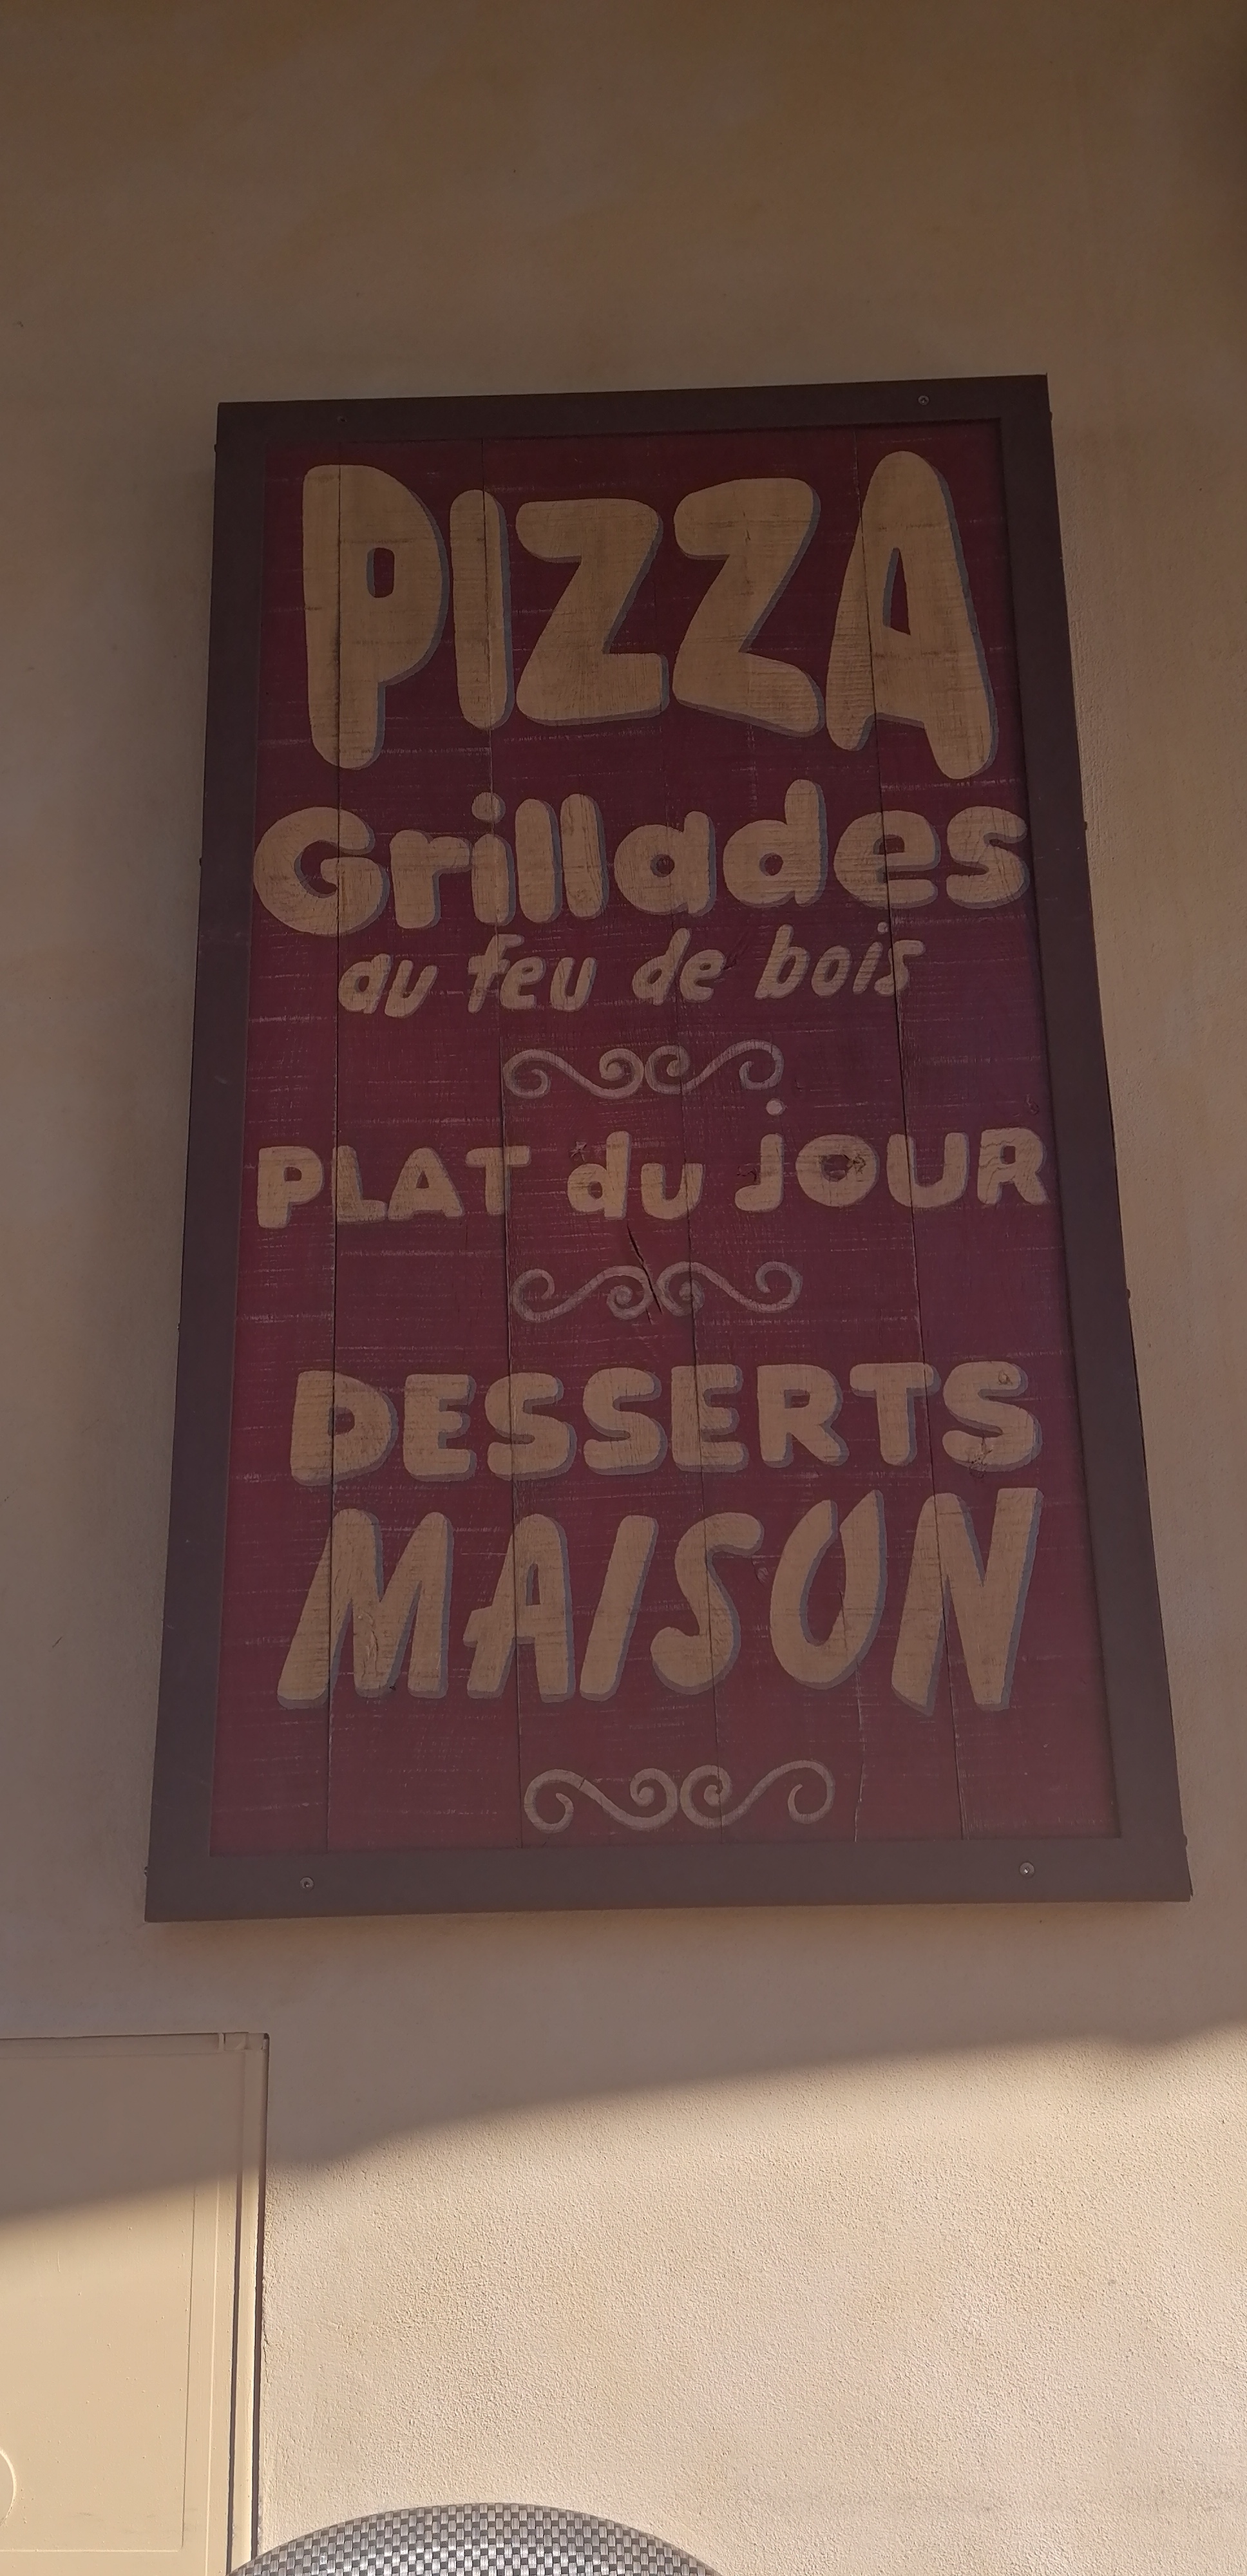 PIZZA
Grillades
au feu de bois
PLAT du jOUR
DESSERTS
MAISON